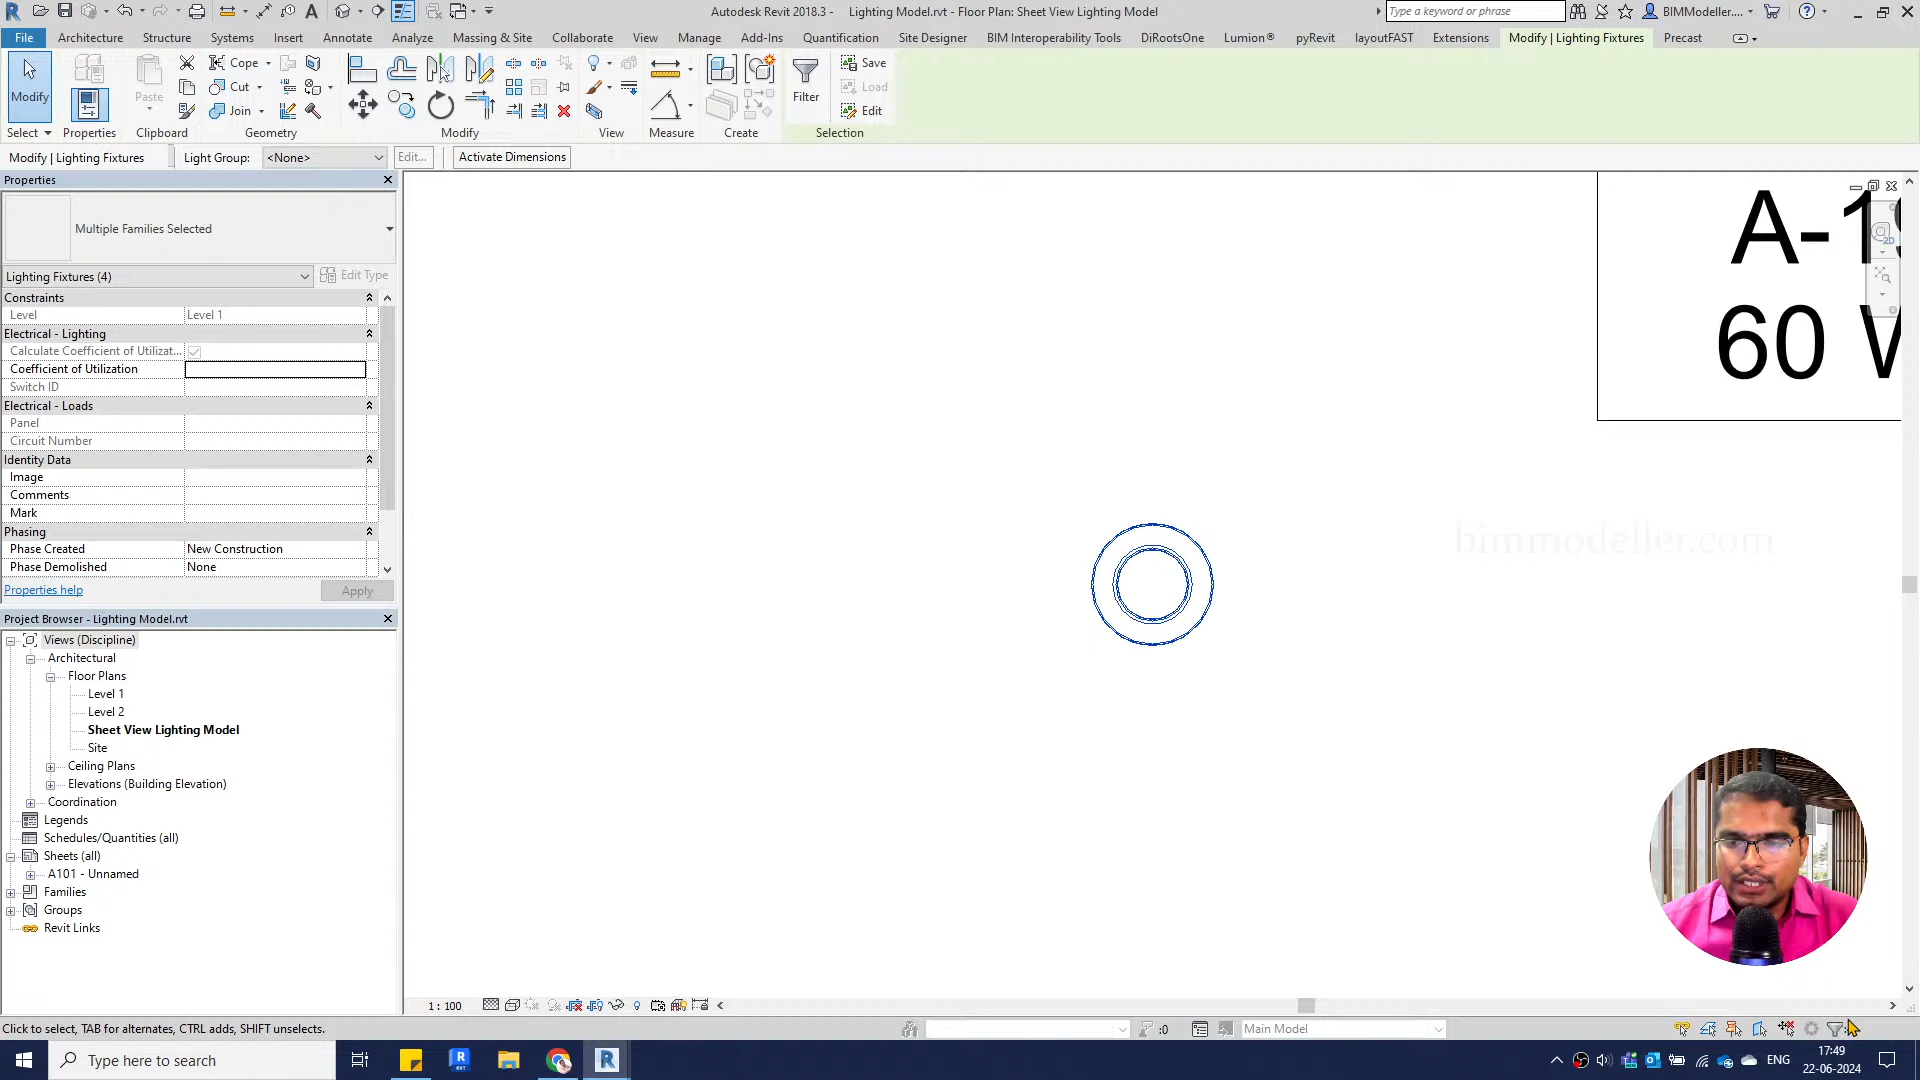 Autodesk Revit 2018.3 - Lighting Model.rvt - Floor Plan: Sheet View Lighting Model
Type a keyword or phrase
BIMModeller....
File Architecture Structure Systems Insert Annotate Analyze Massing & Site Collaborate View Manage Add-Ins Quantification Site Designer BIM Interoperability Tools DiRootsOne Lumion® pyRevit layoutFAST Extensions Modify | Lighting Fixtures Precast
Modify
Paste
Cope
Cut
Join
Filter
Save
Load
Edit
Select Properties Clipboard Geometry Modify View Measure Create Selection
Modify | Lighting Fixtures Light Group: <None> Edit... Activate Dimensions
Properties
Multiple Families Selected
Lighting Fixtures (4) Edit Type
Constraints
Level Level 1
Electrical - Lighting
Calculate Coefficient of Utilizat...
Coefficient of Utilization
Switch ID
Electrical - Loads
Panel
Circuit Number
Identity Data
Image
Comments
Mark
Phasing
Phase Created New Construction
Phase Demolished None
Properties help Apply
Project Browser - Lighting Model.rvt
Views (Discipline)
Architectural
Floor Plans
Level 1
Level 2
Sheet View Lighting Model
Site
Ceiling Plans
Elevations (Building Elevation)
Coordination
Legends
Schedules/Quantities (all)
Sheets (all)
A101 - Unnamed
Families
Groups
Revit Links
60 W
2D
bimmodeller.com
1 : 100
Click to select, TAB for alternates, CTRL adds, SHIFT unselects.
:0
Main Model
Type here to search
ENG
17:49
22-06-2024